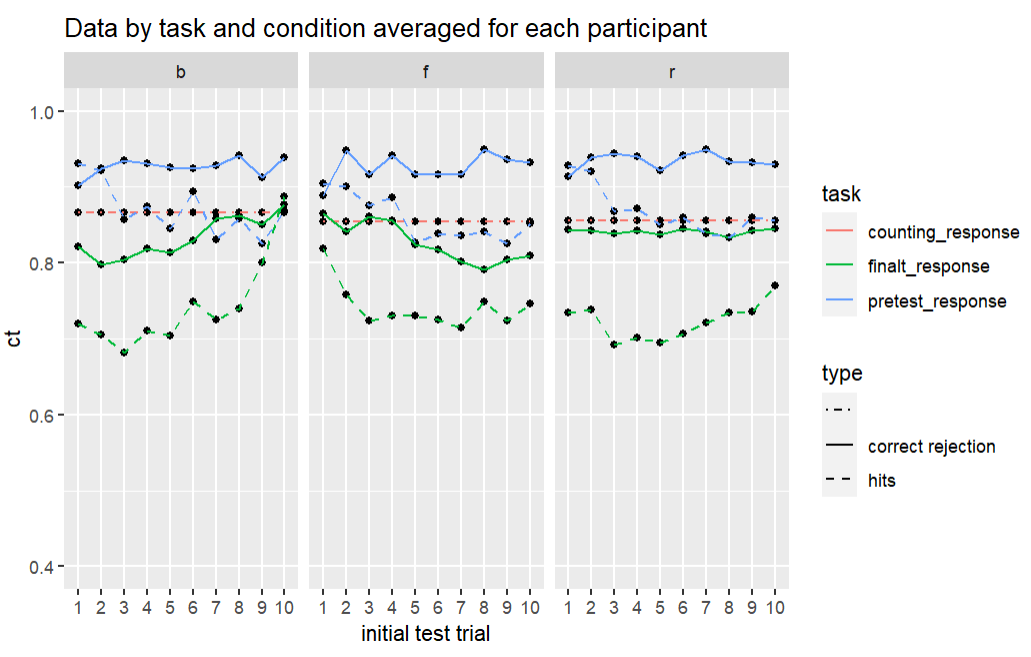 Data by task and condition averaged for each participant
b
f
r
1.0
0.8
0.6
0.4
ct
1 2 3 4 5 6 7 8 9 10
1 2 3 4 5 6 7 8 9 10
1 2 3 4 5 6 7 8 9 10
initial test trial
task
counting_response
finalt_response
pretest_response
type
correct rejection
hits